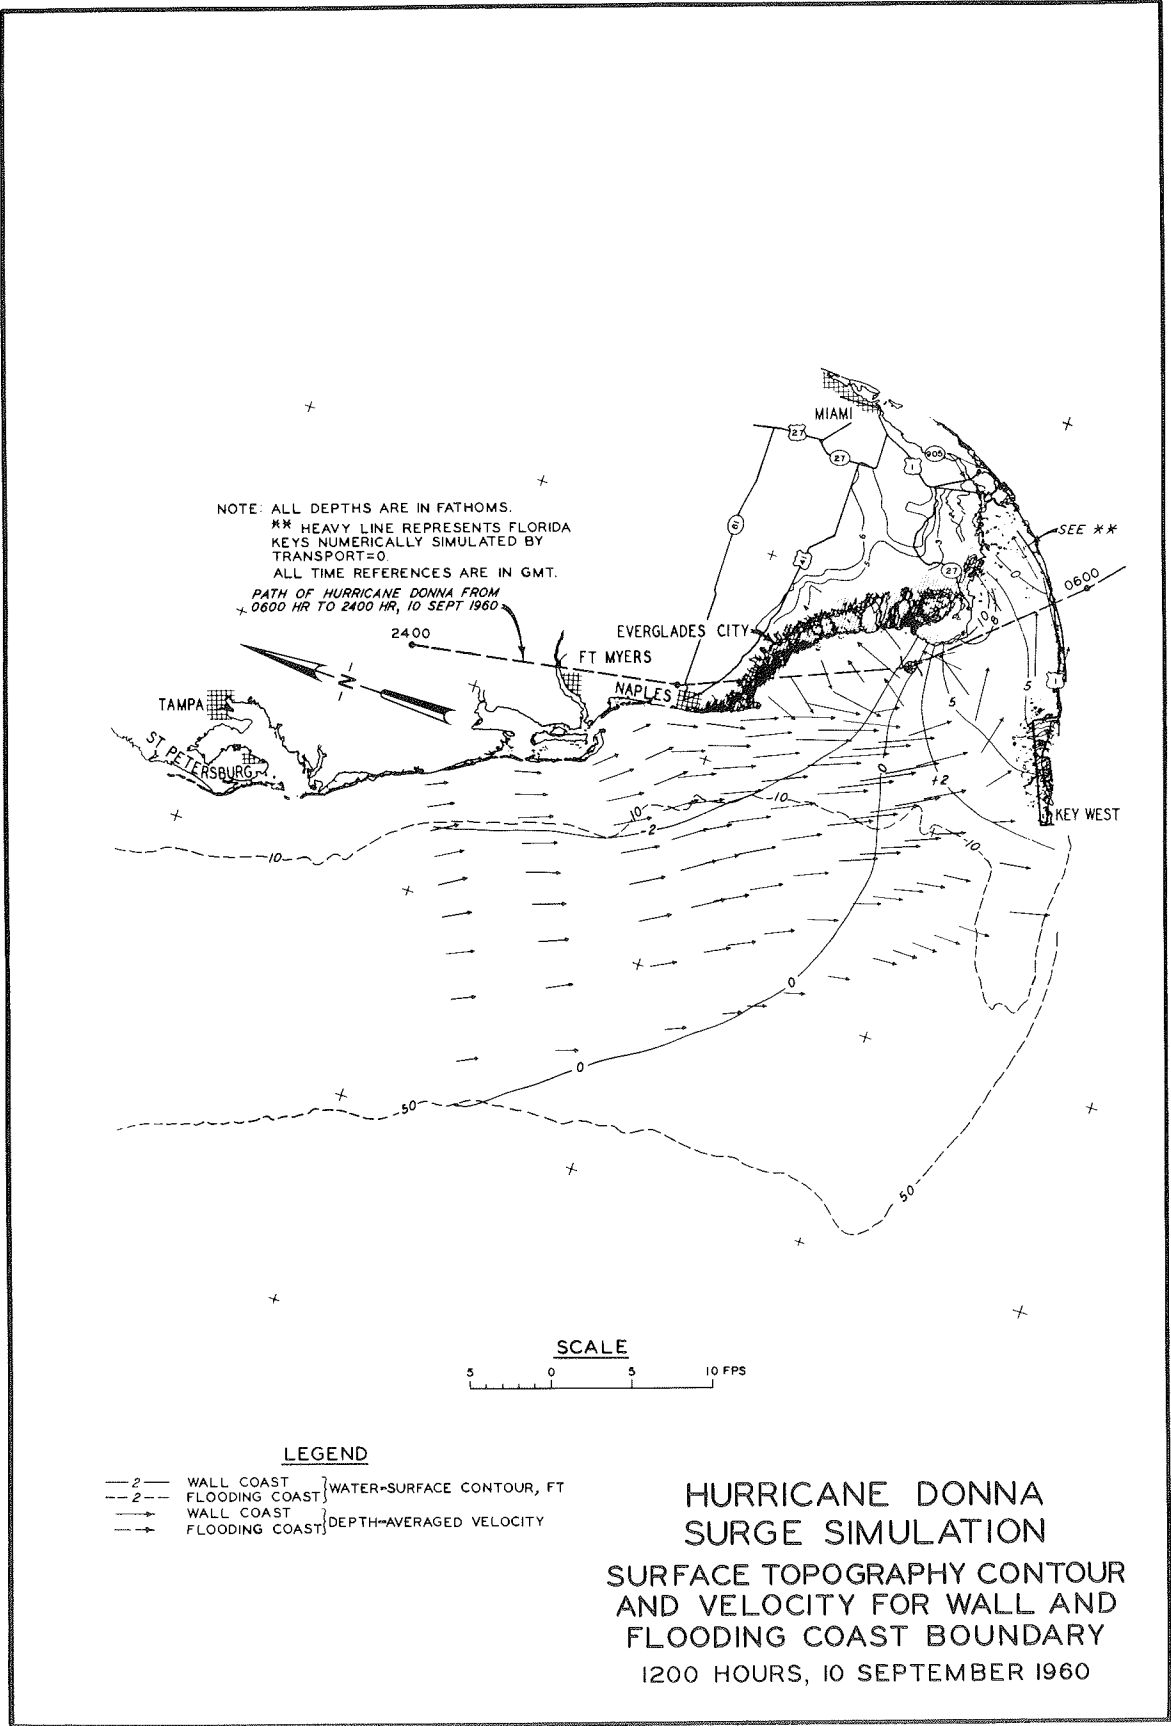 MIAMI
27
27
1
905
NOTE: ALL DEPTHS ARE IN FATHOMS.
** HEAVY LINE REPRESENTS FLORIDA
KEYS NUMERICALLY SIMULATED BY
TRANSPORT=0.
ALL TIME REFERENCES ARE IN GMT.
PATH OF HURRICANE DONNA FROM
0600 HR TO 2400 HR, 10 SEPT 1960
SEE **
0600
27
5
0
10
8
2400
EVERGLADES CITY
FT MYERS
NAPLES
N
TAMPA
ST PETERSBURG
5
5
1
0
+2
10
10
-2
KEY WEST
10
10
0
0
50
50
SCALE
5 0 5 10 FPS
LEGEND
2 WALL COAST
2 FLOODING COAST
WATER-SURFACE CONTOUR, FT
WALL COAST
FLOODING COAST
DEPTH-AVERAGED VELOCITY
HURRICANE DONNA
SURGE SIMULATION
SURFACE TOPOGRAPHY CONTOUR
AND VELOCITY FOR WALL AND
FLOODING COAST BOUNDARY
1200 HOURS, 10 SEPTEMBER 1960